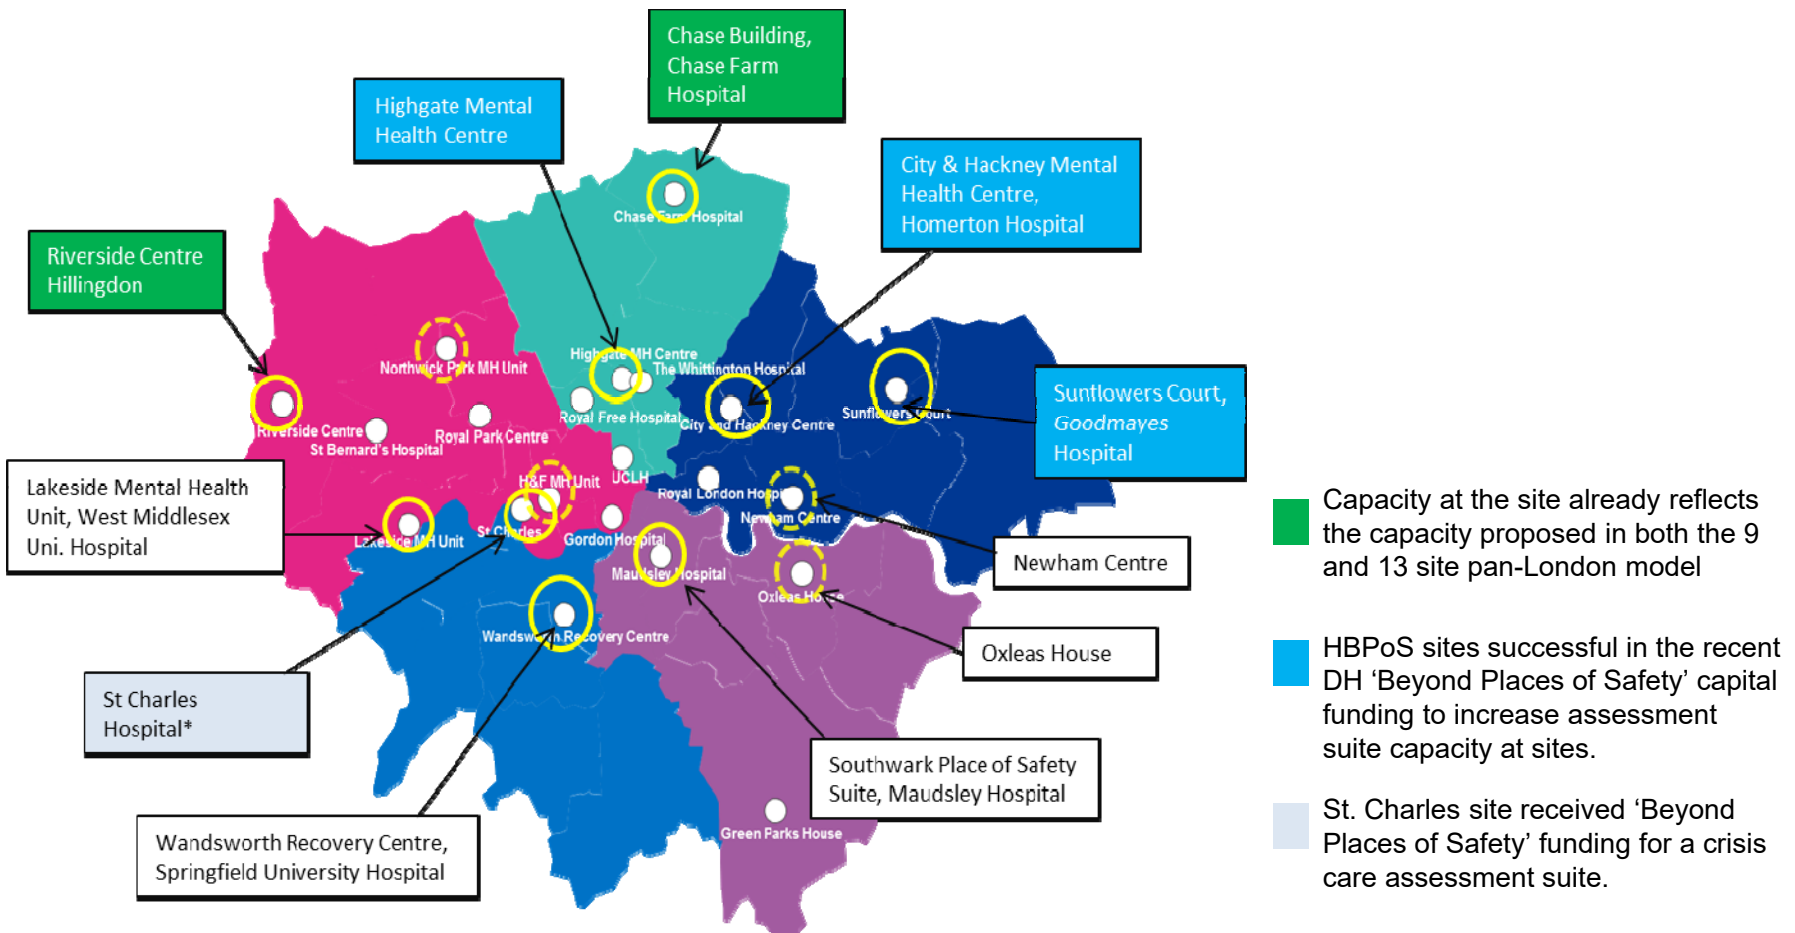 Chase Building,
Chase Farm
Hospital
Highgate Mental
Health Centre
City & Hackney Mental
Health Centre,
Homerton Hospital
Riverside Centre
Hillingdon
Chase Farm Hospital
Highgate MH Centre
The Whittington Hospital
Northwick Park MH Unit
Royal Free Hospital
City and Hackney Centre
Sunflowers Court
Sunflowers Court,
Goodmayes
Hospital
Riverside Centre
Royal Park Centre
St Bernard's Hospital
UCLH
H&F MH Unit
Royal London Hospi
Newham Centre
Lakeside Mental Health
Unit, West Middlesex
Uni. Hospital
Lakeside MH Unit
St Charles
Gordon Hospital
Maudsley Hospital
Newham Centre
Oxleas House
Oxleas House
Wandsworth Recovery Centre
St Charles
Hospital*
Southwark Place of Safety
Suite, Maudsley Hospital
Green Parks House
Wandsworth Recovery Centre,
Springfield University Hospital
Capacity at the site already reflects
the capacity proposed in both the 9
and 13 site pan-London model
HBPoS sites successful in the recent
DH ‘Beyond Places of Safety’ capital
funding to increase assessment
suite capacity at sites.
St. Charles site received ‘Beyond
Places of Safety’ funding for a crisis
care assessment suite.